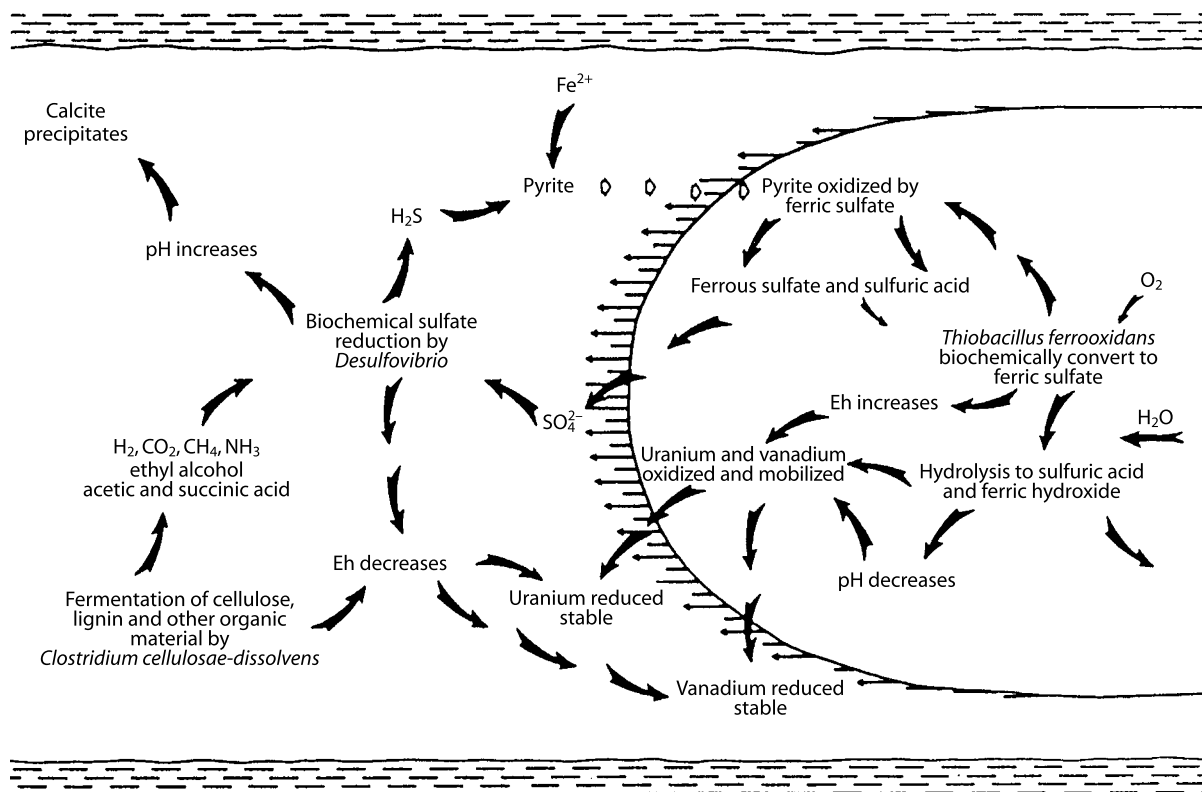 Fe²⁺
Calcite
precipitates
Pyrite
Pyrite oxidized by
ferric sulfate
H₂S
pH increases
Ferrous sulfate and sulfuric acid
O₂
Biochemical sulfate
reduction by
Desulfovibrio
Thiobacillus ferrooxidans
biochemically convert to
ferric sulfate
Eh increases
SO₄²⁻
H₂O
H₂, CO₂, CH₄, NH₃
ethyl alcohol
acetic and succinic acid
Uranium and vanadium
oxidized and mobilized
Hydrolysis to sulfuric acid
and ferric hydroxide
Eh decreases
pH decreases
Fermentation of cellulose,
lignin and other organic
material by
Clostridium cellulosae-dissolvens
Uranium reduced
stable
Vanadium reduced
stable